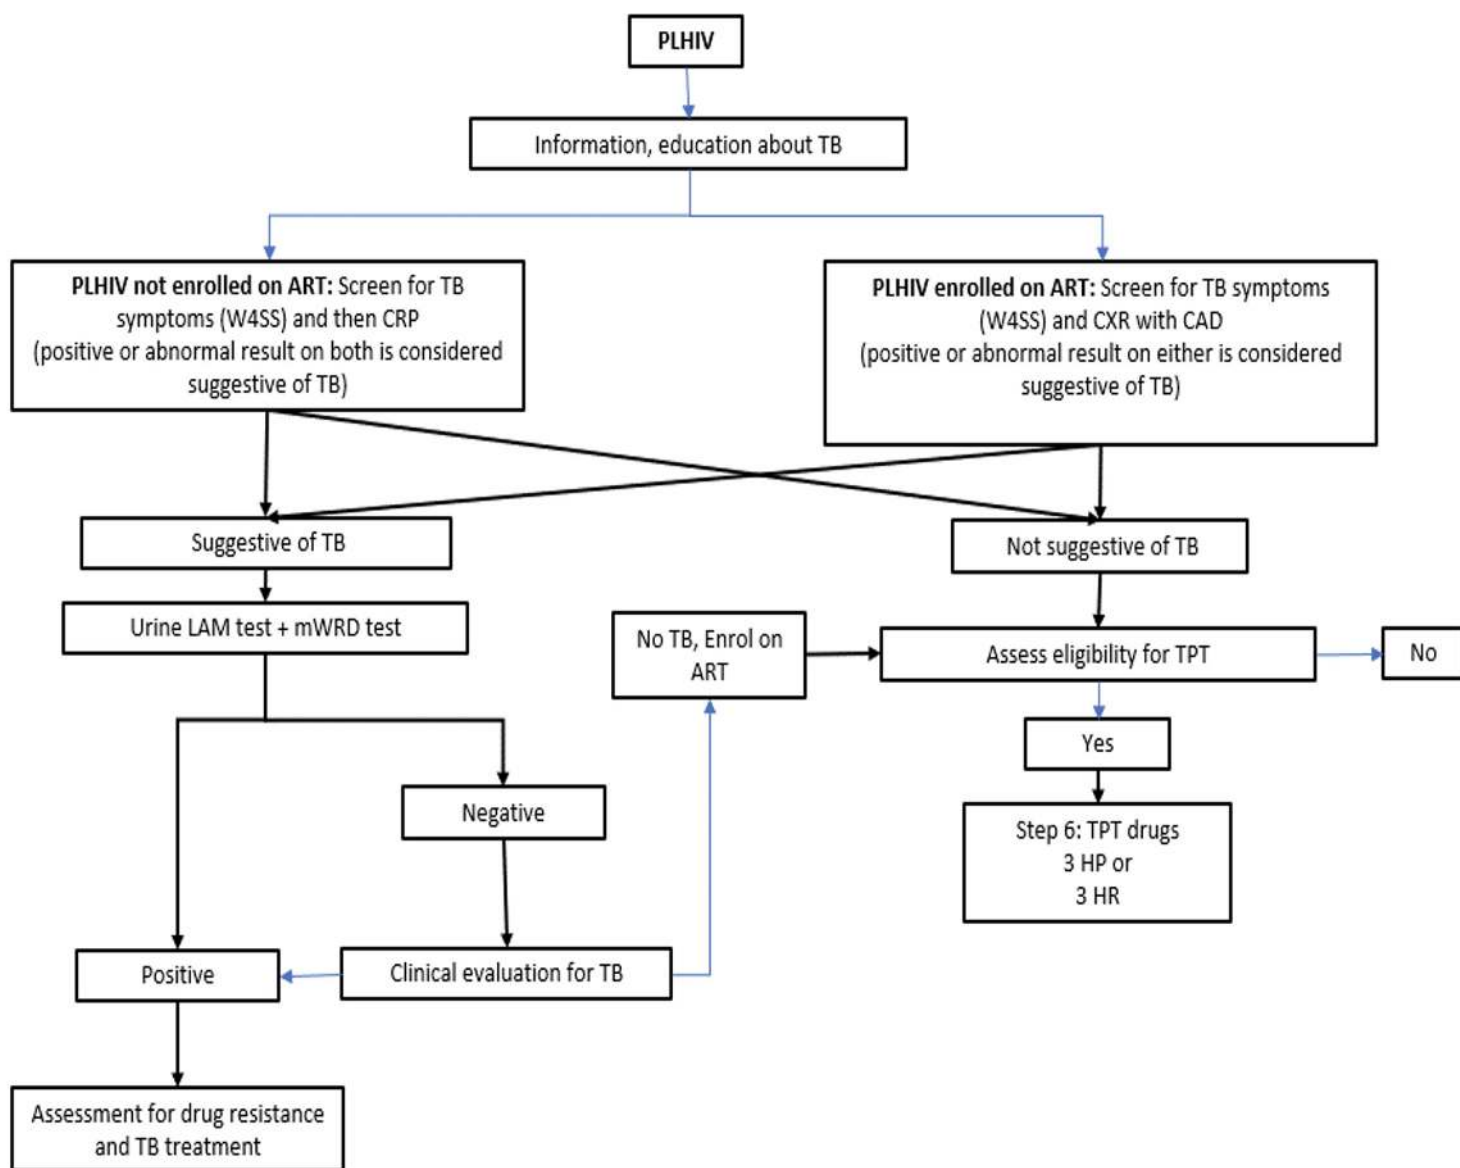 PLHIV
Information, education about TB
PLHIV not enrolled on ART: Screen for TB
symptoms (W4SS) and then CRP
(positive or abnormal result on both is considered
suggestive of TB)
PLHIV enrolled on ART: Screen for TB symptoms
(W4SS) and CXR with CAD
(positive or abnormal result on either is considered
suggestive of TB)
Suggestive of TB
Not suggestive of TB
Urine LAM test + mWRD test
No TB, Enrol on
ART
Assess eligibility for TPT
No
Yes
Negative
Step 6: TPT drugs
3 HP or
3 HR
Positive
Clinical evaluation for TB
Assessment for drug resistance
and TB treatment